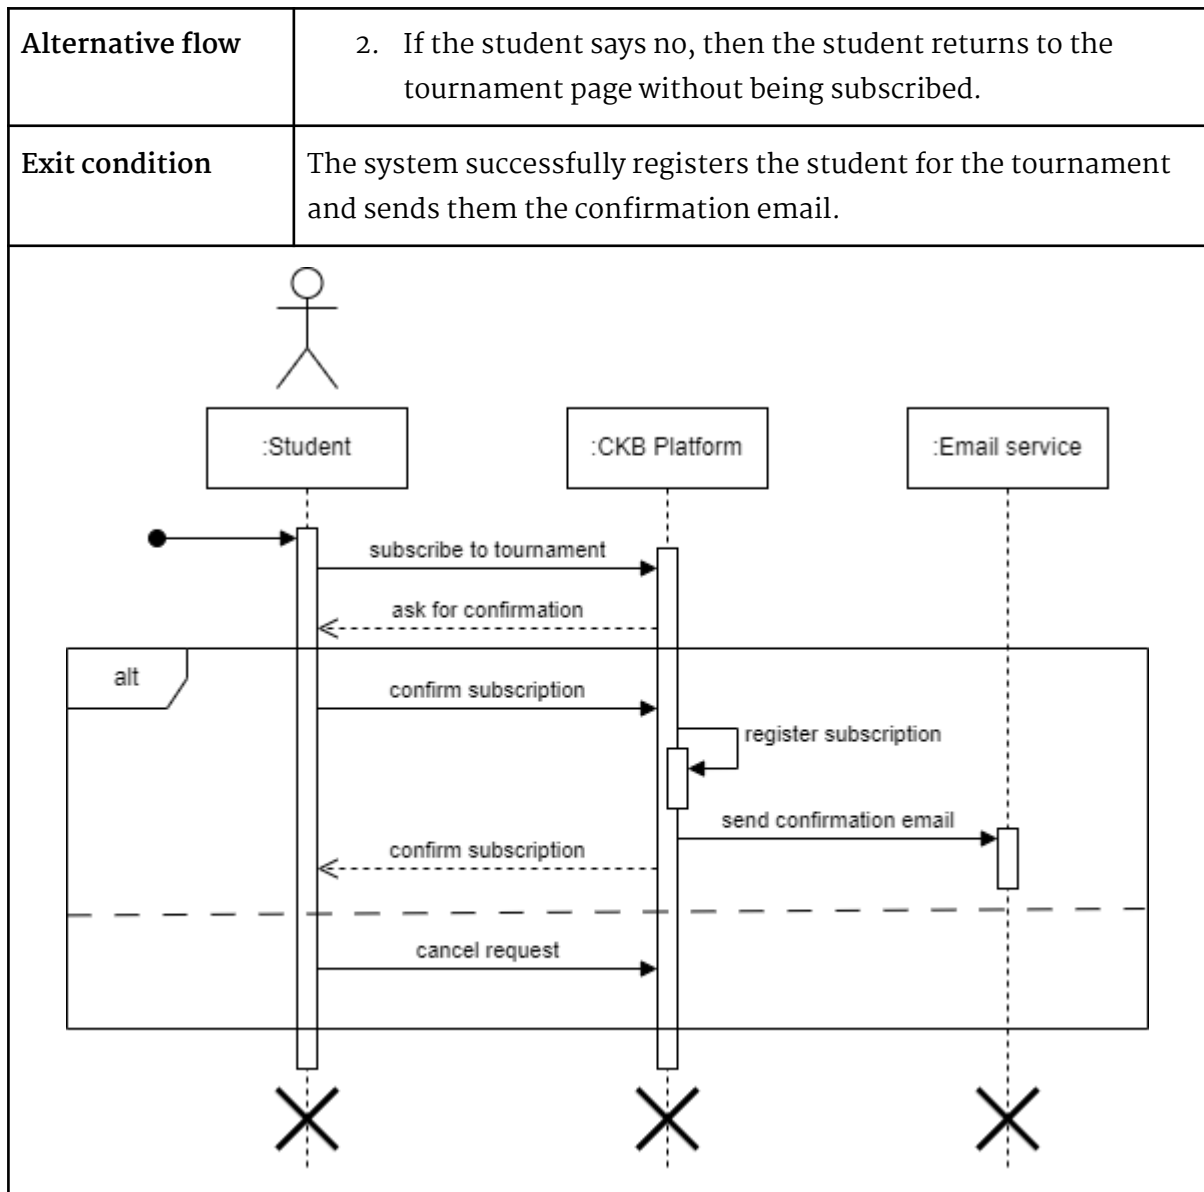 Alternative flow
2. If the student says no, then the student returns to the
tournament page without being subscribed.
Exit condition
The system successfully registers the student for the tournament
and sends them the confirmation email.
:Student
:CKB Platform
:Email service
subscribe to tournament
ask for confirmation
alt
confirm subscription
register subscription
send confirmation email
confirm subscription
cancel request